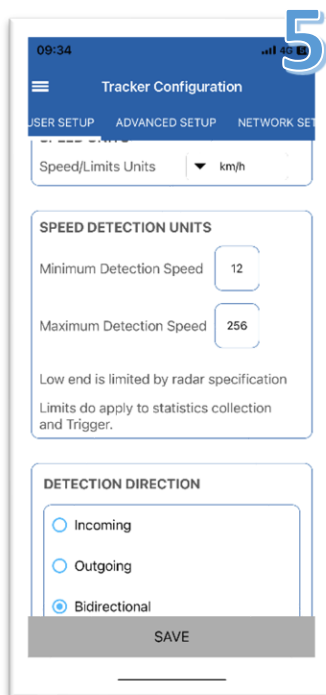 5
09:34
4G
Tracker Configuration
USER SETUP ADVANCED SETUP NETWORK SET
SPEED UNITS
Speed/Limits Units km/h
SPEED DETECTION UNITS
Minimum Detection Speed 12
Maximum Detection Speed 256
Low end is limited by radar specification
Limits do apply to statistics collection
and Trigger.
DETECTION DIRECTION
Incoming
Outgoing
Bidirectional
SAVE